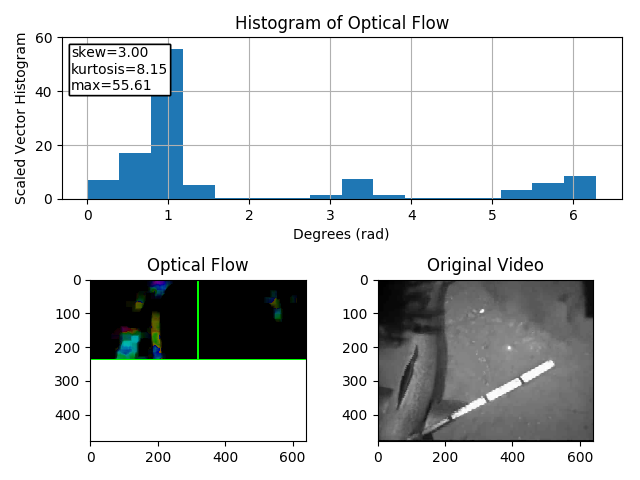 Histogram of Optical Flow
60
40
20
0
Scaled Vector Histogram
skew=3.00
kurtosis=8.15
max=55.61
0 1 2 3 4 5 6
Degrees (rad)
Optical Flow
0
100
200
300
400
0 200 400 600
Original Video
0
100
200
300
400
0 200 400 600